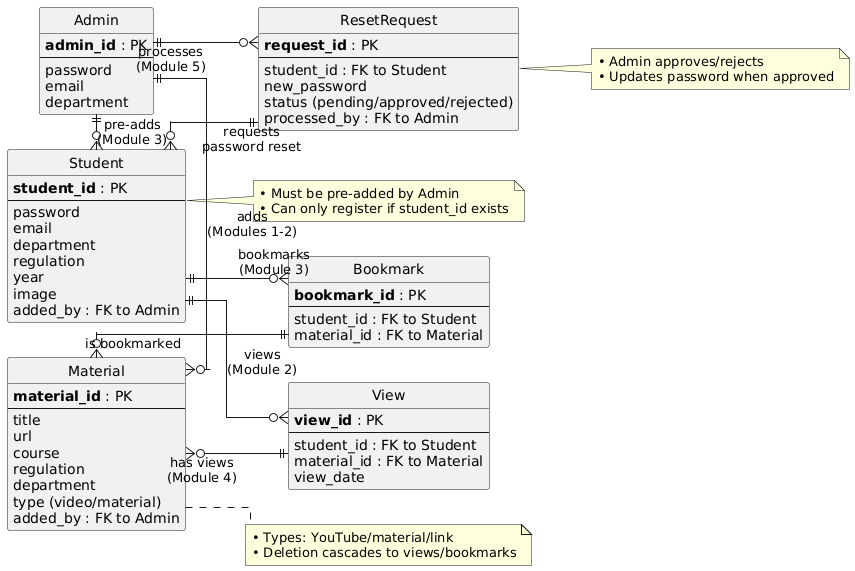 Admin
admin_id : PK
password
email
department
ResetRequest
request_id : PK
student_id : FK to Student
new_password
status (pending/approved/rejected)
processed_by : FK to Admin
• Admin approves/rejects
• Updates password when approved
processes
(Module 5)
pre-adds
(Module 3)
requests
password reset
Student
student_id : PK
password
email
department
regulation
year
image
added_by : FK to Admin
• Must be pre-added by Admin
• Can only register if student_id exists
adds
(Modules 1-2)
bookmarks
(Module 3)
Bookmark
bookmark_id : PK
student_id : FK to Student
material_id : FK to Material
is bookmarked
views
(Module 2)
Material
material_id : PK
title
url
course
regulation
department
type (video/material)
added_by : FK to Admin
View
view_id : PK
student_id : FK to Student
material_id : FK to Material
view_date
has views
(Module 4)
• Types: YouTube/material/link
• Deletion cascades to views/bookmarks